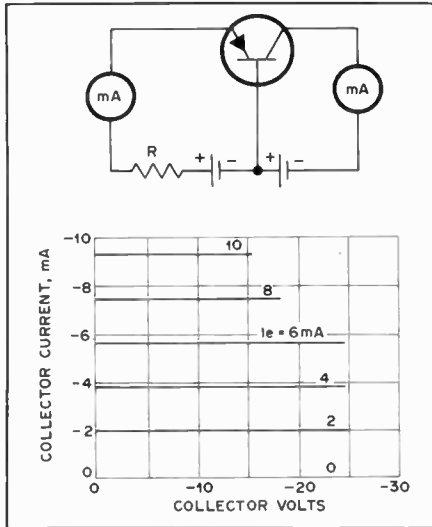 mA
mA
R
+ -
+ -
COLLECTOR CURRENT, mA
-10
-8
-6
-4
-2
0
10
8
Ie = 6mA
4
2
0
0
-10
-20
-30
COLLECTOR VOLTS